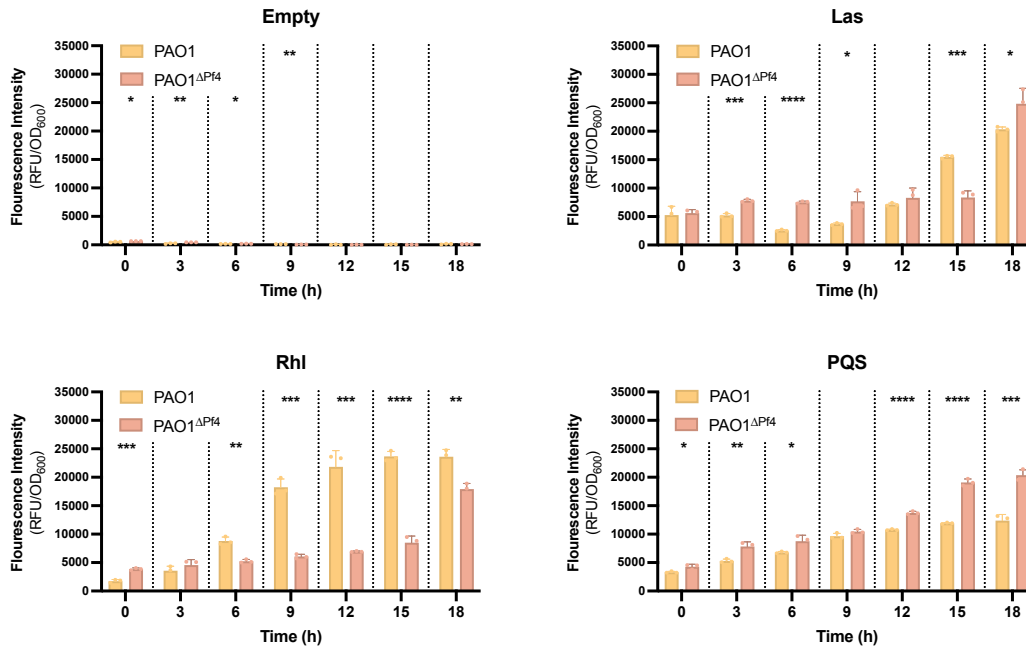 Empty
Flourescence Intensity
(RFU/OD600)
35000
30000
25000
20000
15000
10000
5000
0
PAO1
PAO1ΔPf4
* ** * **
0 3 6 9 12 15 18
Time (h)
Las
Flourescence Intensity
(RFU/OD600)
35000
30000
25000
20000
15000
10000
5000
0
PAO1
PAO1ΔPf4
*** **** * *** *
0 3 6 9 12 15 18
Time (h)
Rhl
Flourescence Intensity
(RFU/OD600)
35000
30000
25000
20000
15000
10000
5000
0
PAO1
PAO1ΔPf4
*** ** *** *** **** **
0 3 6 9 12 15 18
Time (h)
PQS
Flourescence Intensity
(RFU/OD600)
35000
30000
25000
20000
15000
10000
5000
0
PAO1
PAO1ΔPf4
* ** * **** **** ***
0 3 6 9 12 15 18
Time (h)